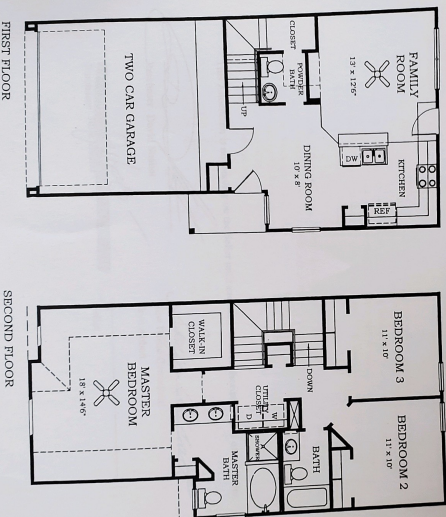 FAMILY
ROOM
13' x 12'6"
KITCHEN
REF
DW
DINING ROOM
10' x 8'
CLOSET
POWDER
BATH
UP
TWO CAR GARAGE
FIRST FLOOR
BEDROOM 3
11' x 10'
BEDROOM 2
11' x 10'
DOWN
BATH
UTILITY
CLOSET
W
D
SHOWER
MASTER
BATH
WALK-IN
CLOSET
MASTER
BEDROOM
18' x 14'6"
SECOND FLOOR